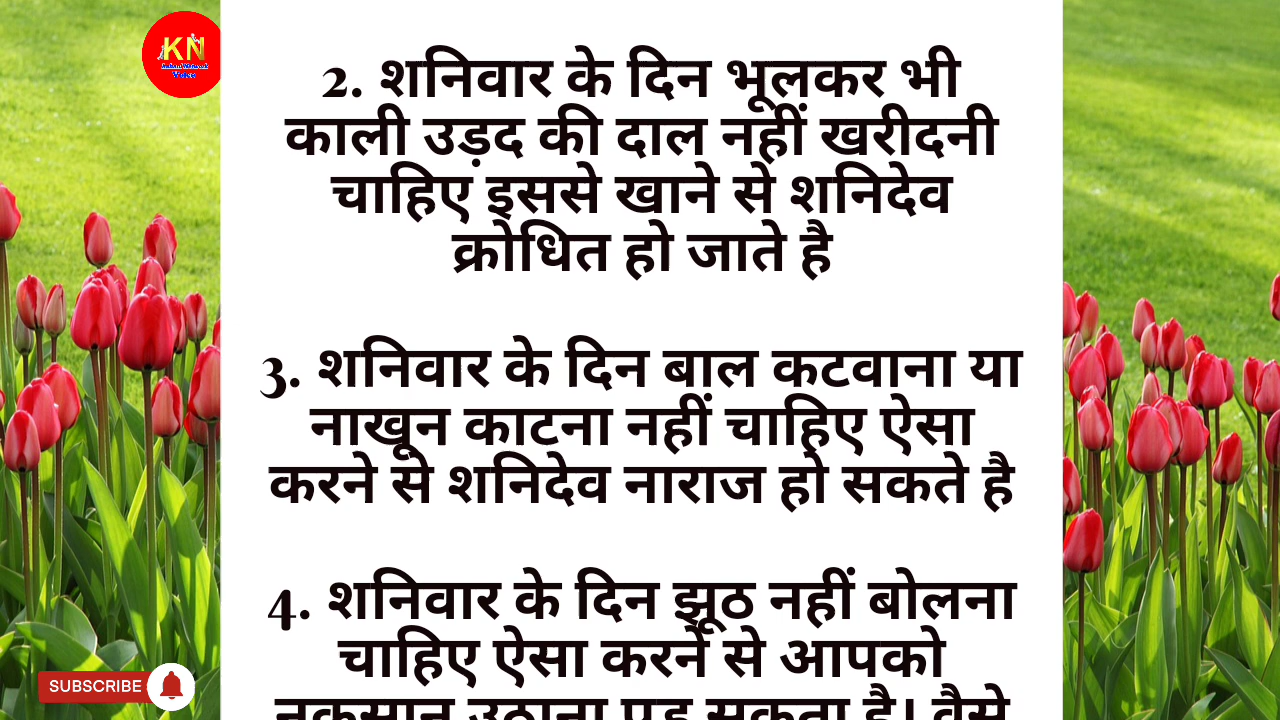 KN
2. शनिवार के दिन भूलकर भी
काली उड़द की दाल नहीं खरीदनी
चाहिए इससे खाने से शनिदेव
क्रोधित हो जाते है
3. शनिवार के दिन बाल कटवाना या
नाखून काटना नहीं चाहिए ऐसा
करने से शनिदेव नाराज हो सकते है
4. शनिवार के दिन झूठ नहीं बोलना
चाहिए ऐसा करने से आपको
नुकसान उठाना पड़ सकता है। वैसे
SUBSCRIBE